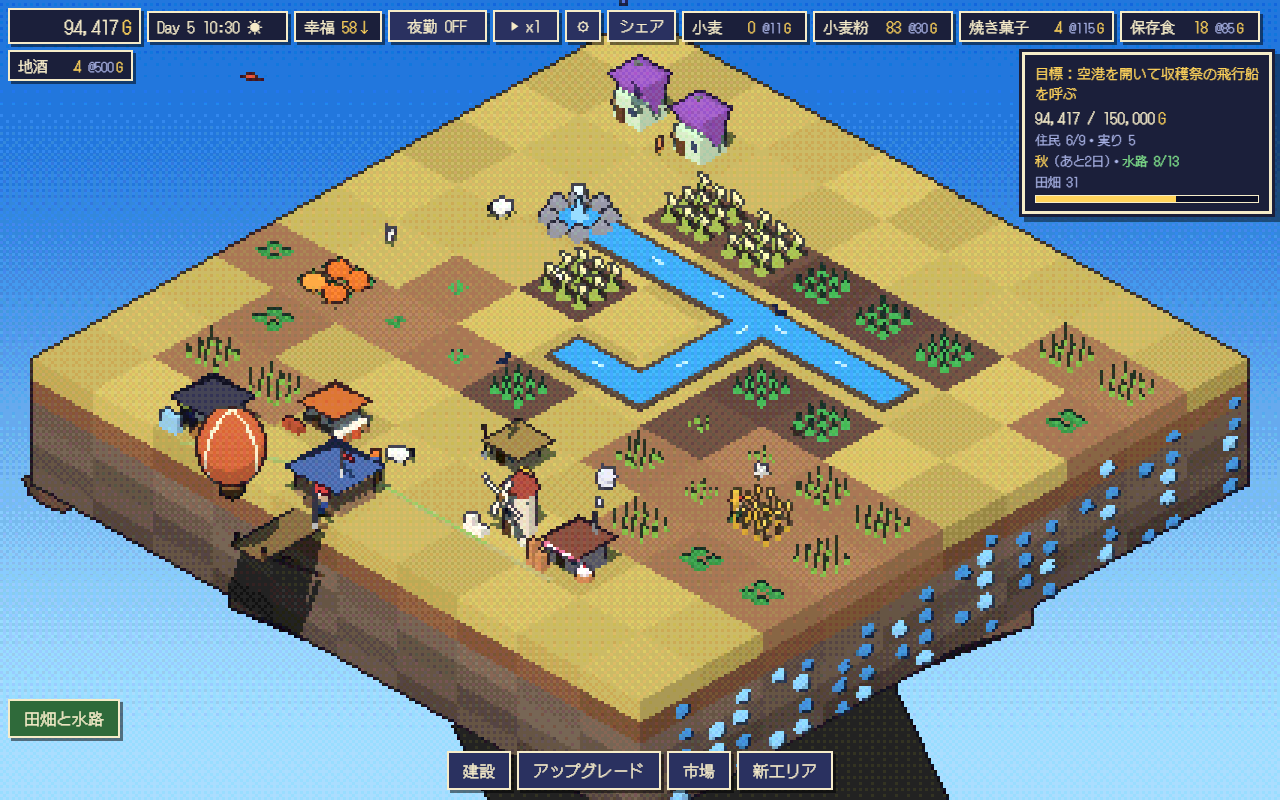 94,417G
Day 5 10:30
幸福 58↓
夜勤 OFF
x1
シェア
小麦 0 @11G
小麦粉 83 @30G
焼き菓子 4 @115G
保存食 18 @85G
地酒 4 @500G
目標：空港を開いて収穫祭の飛行船
を呼ぶ
94,417 / 150,000G
住民 6/9・実り 5
秋（あと2日）・水路 8/13
田畑 31
田畑と水路
建設
アップグレード
市場
新エリア